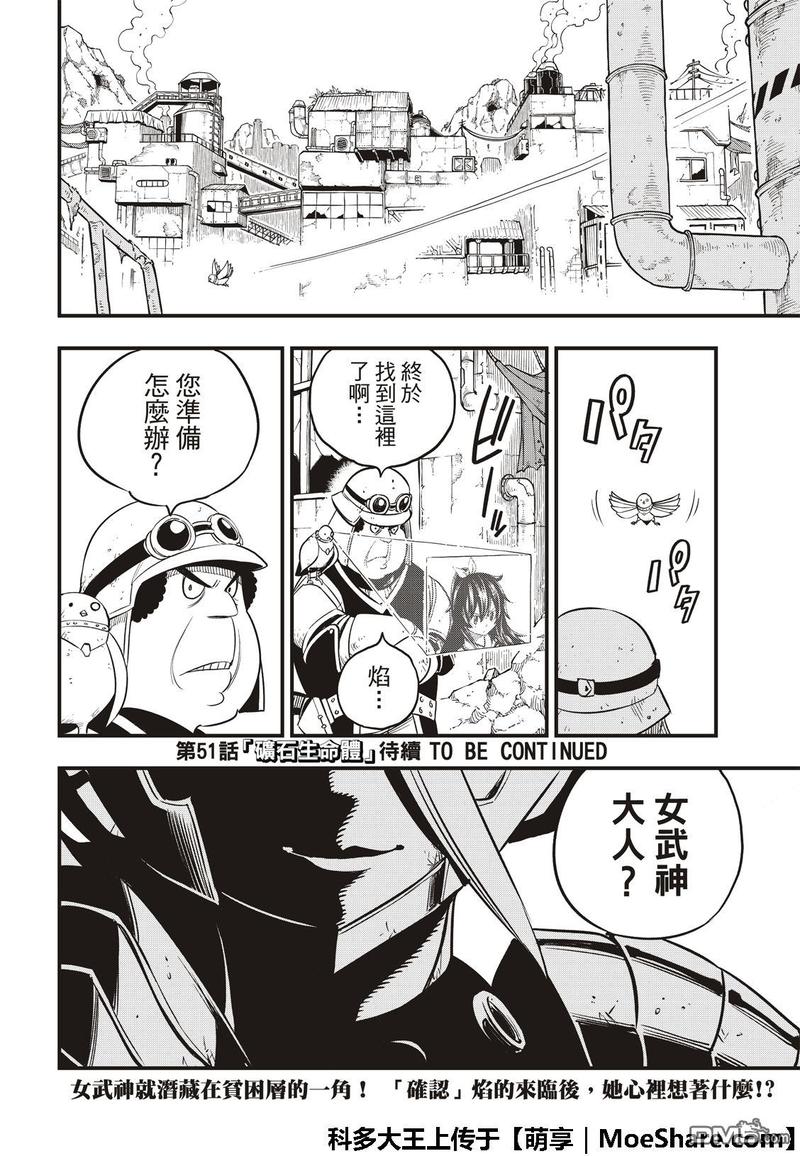 パタ
パタ
終於
找到這裡
了啊…
焰…
您準備
怎麼辦？
第51話「礦石生命體」待續 TO BE CONTINUED
女武神
大人？
女武神就潛藏在貧困層的一角！ 「確認」焰的來臨後，她心裡想著什麼!?
科多大王上传于【萌享｜MoeShare.com】